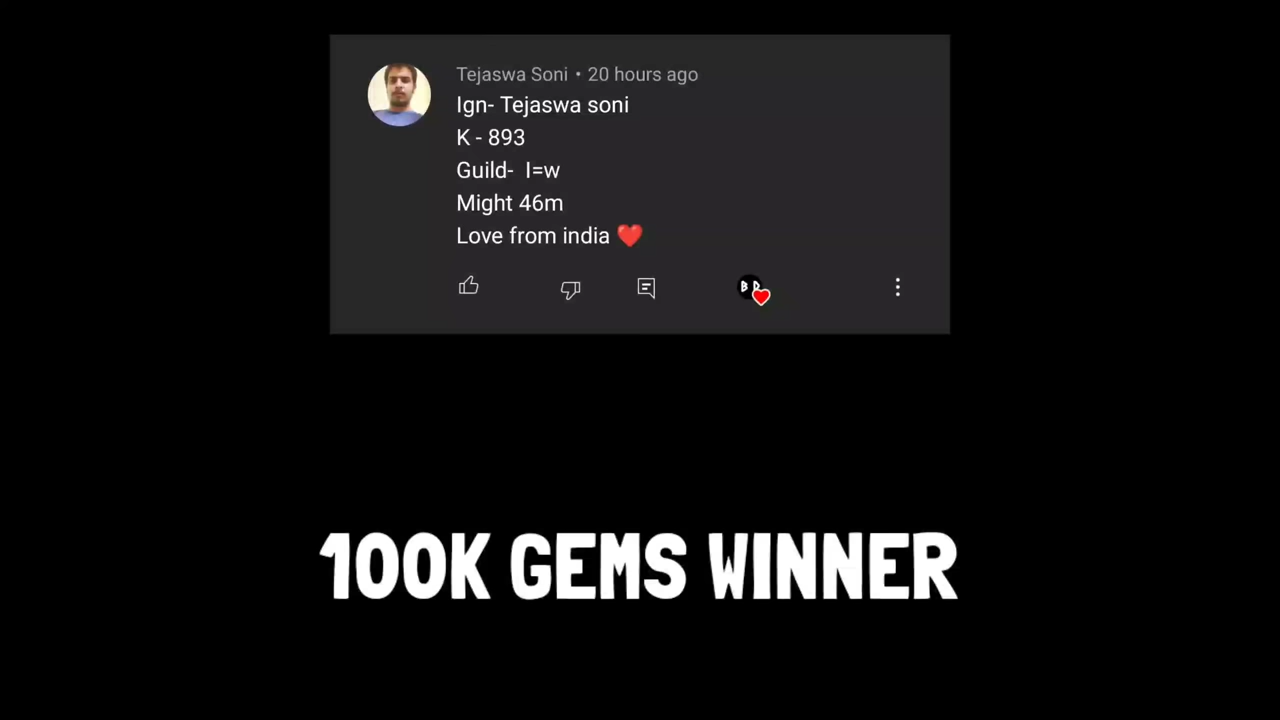 Tejaswa Soni • 20 hours ago
Ign- Tejaswa soni
K - 893
Guild-  I=w
Might 46m
Love from india ❤️
B D
100K GEMS WINNER